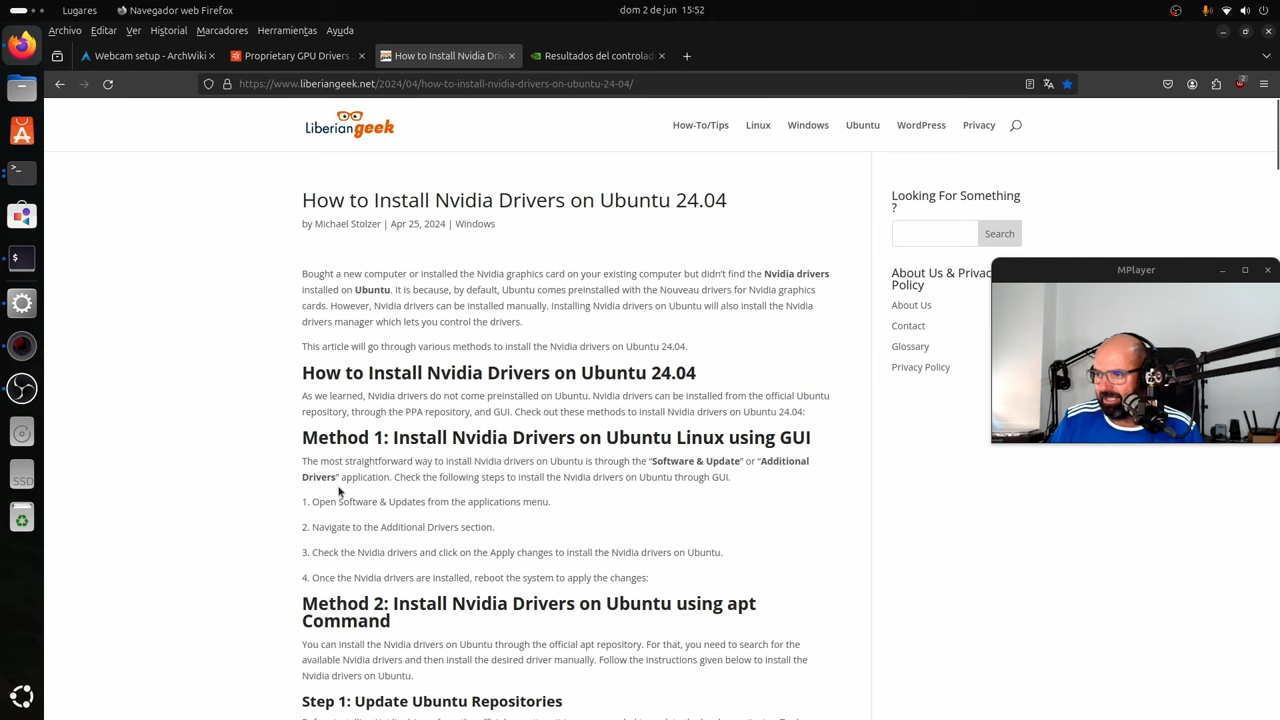 Lugares
Navegador web Firefox
dom 2 de jun 15:52
Archivo Editar Ver Historial Marcadores Herramientas Ayuda
Webcam setup - ArchWiki
Proprietary GPU Drivers
How to Install Nvidia Driv
Resultados del controlad
https://www.liberiangeek.net/2024/04/how-to-install-nvidia-drivers-on-ubuntu-24-04/
2
Liberian geek
How-To/Tips Linux Windows Ubuntu WordPress Privacy
How to Install Nvidia Drivers on Ubuntu 24.04
by Michael Stolzer | Apr 25, 2024 | Windows
Bought a new computer or installed the Nvidia graphics card on your existing computer but didn't find the Nvidia drivers
installed on Ubuntu. It is because, by default, Ubuntu comes preinstalled with the Nouveau drivers for Nvidia graphics
cards. However, Nvidia drivers can be installed manually. Installing Nvidia drivers on Ubuntu will also install the Nvidia
drivers manager which lets you control the drivers.
This article will go through various methods to install the Nvidia drivers on Ubuntu 24.04.
How to Install Nvidia Drivers on Ubuntu 24.04
As we learned, Nvidia drivers do not come preinstalled on Ubuntu. Nvidia drivers can be installed from the official Ubuntu
repository, through the PPA repository, and GUI. Check out these methods to install Nvidia drivers on Ubuntu 24.04:
Method 1: Install Nvidia Drivers on Ubuntu Linux using GUI
The most straightforward way to install Nvidia drivers on Ubuntu is through the “Software & Update” or “Additional
Drivers” application. Check the following steps to install the Nvidia drivers on Ubuntu through GUI.
1. Open Software & Updates from the applications menu.
2. Navigate to the Additional Drivers section.
3. Check the Nvidia drivers and click on the Apply changes to install the Nvidia drivers on Ubuntu.
4. Once the Nvidia drivers are installed, reboot the system to apply the changes:
Method 2: Install Nvidia Drivers on Ubuntu using apt
Command
You can install the Nvidia drivers on Ubuntu through the official apt repository. For that, you need to search for the
available Nvidia drivers and then install the desired driver manually. Follow the instructions given below to install the
Nvidia drivers on Ubuntu.
Step 1: Update Ubuntu Repositories
Looking For Something
?
Search
About Us & Privac
Policy
About Us
Contact
Glossary
Privacy Policy
MPlayer
SSD